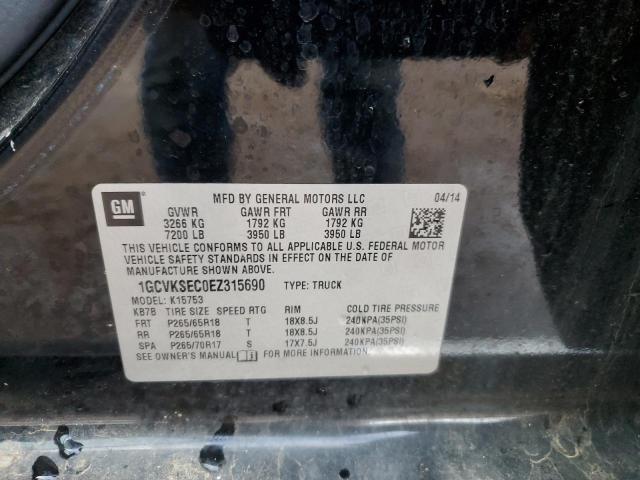 GM
MFD BY GENERAL MOTORS LLC 04/14
GVWR GAWR FRT GAWR RR
3266 KG 1792 KG 1792 KG
7200 LB 3950 LB 3950 LB
THIS VEHICLE CONFORMS TO ALL APPLICABLE U.S. FEDERAL MOTOR
VEHICLE SAFETY STANDARDS IN EFFECT ON THE DATE OF
MANUFACTURE SHOWN ABOVE.
1GCVKSEC0EZ315690 TYPE: TRUCK
MODEL: K15753
KB7B TIRE SIZE SPEED RTG RIM COLD TIRE PRESSURE
FRT P265/65R18 T 18X8.5J 240KPA(35PSI)
RR P265/65R18 T 18X8.5J 240KPA(35PSI)
SPA P265/70R17 S 17X7.5J 240KPA(35PSI)
SEE OWNER'S MANUAL FOR MORE INFORMATION